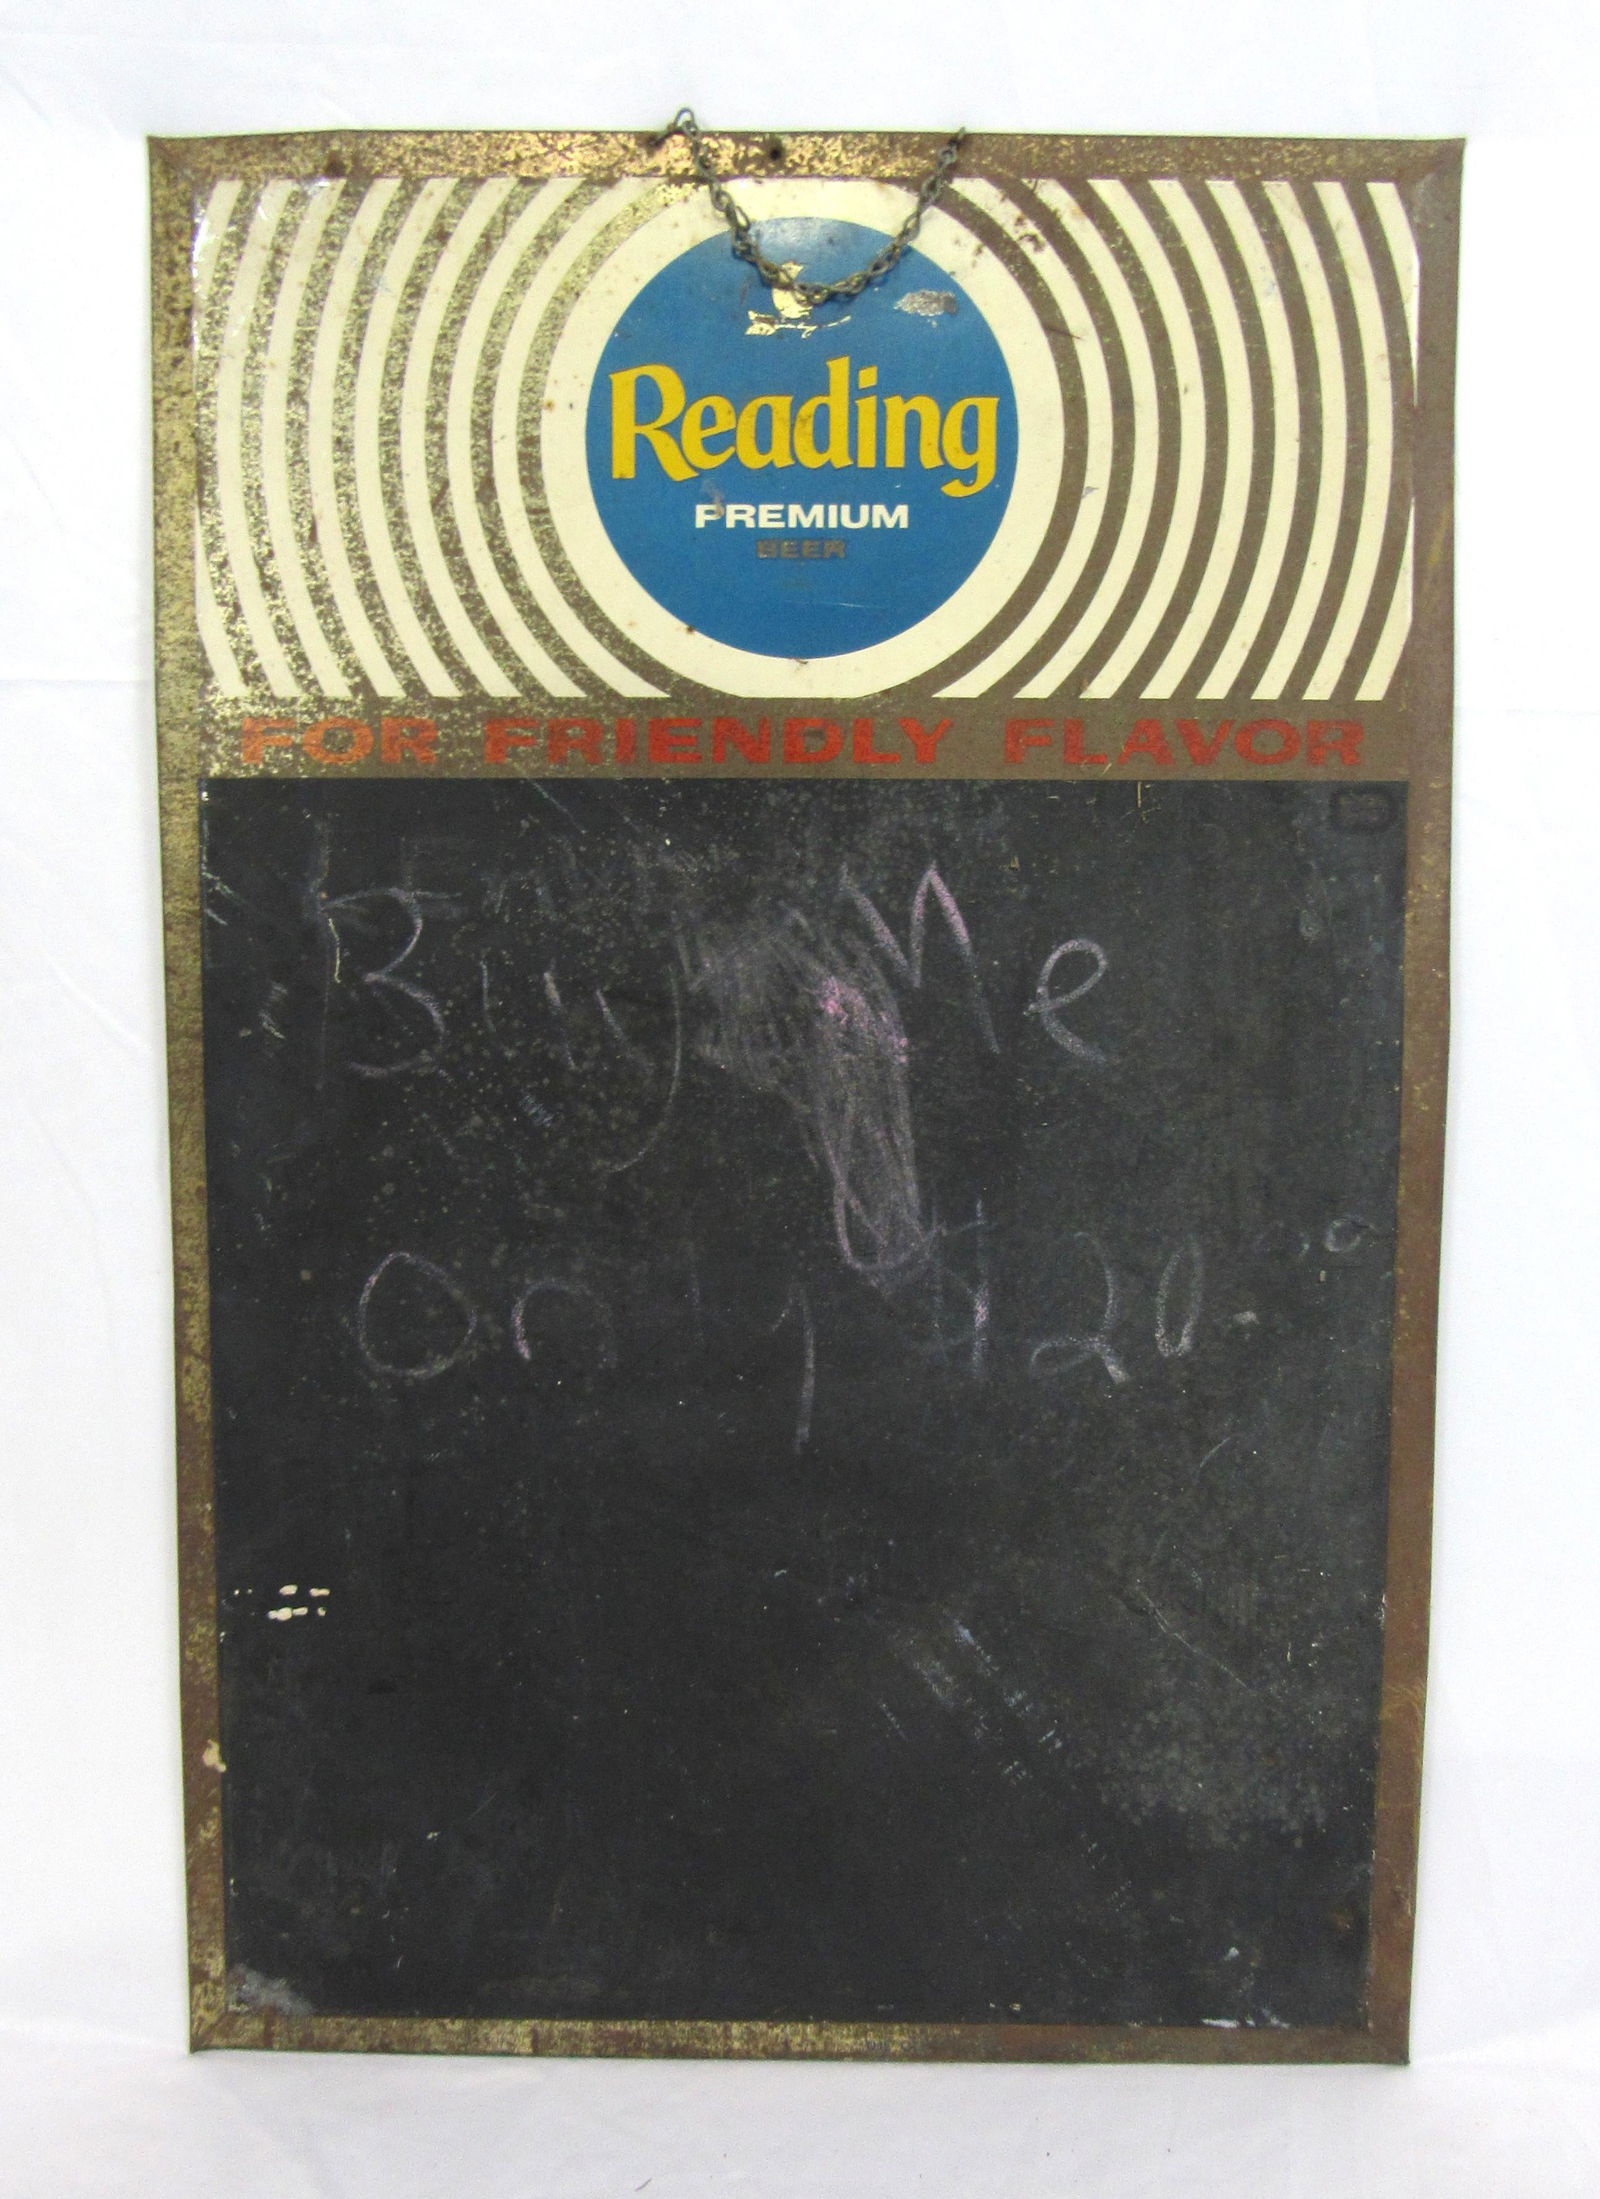 Reading
PREMIUM
BEER
FOR FRIENDLY FLAVOR
Buy Me
Only $20.00